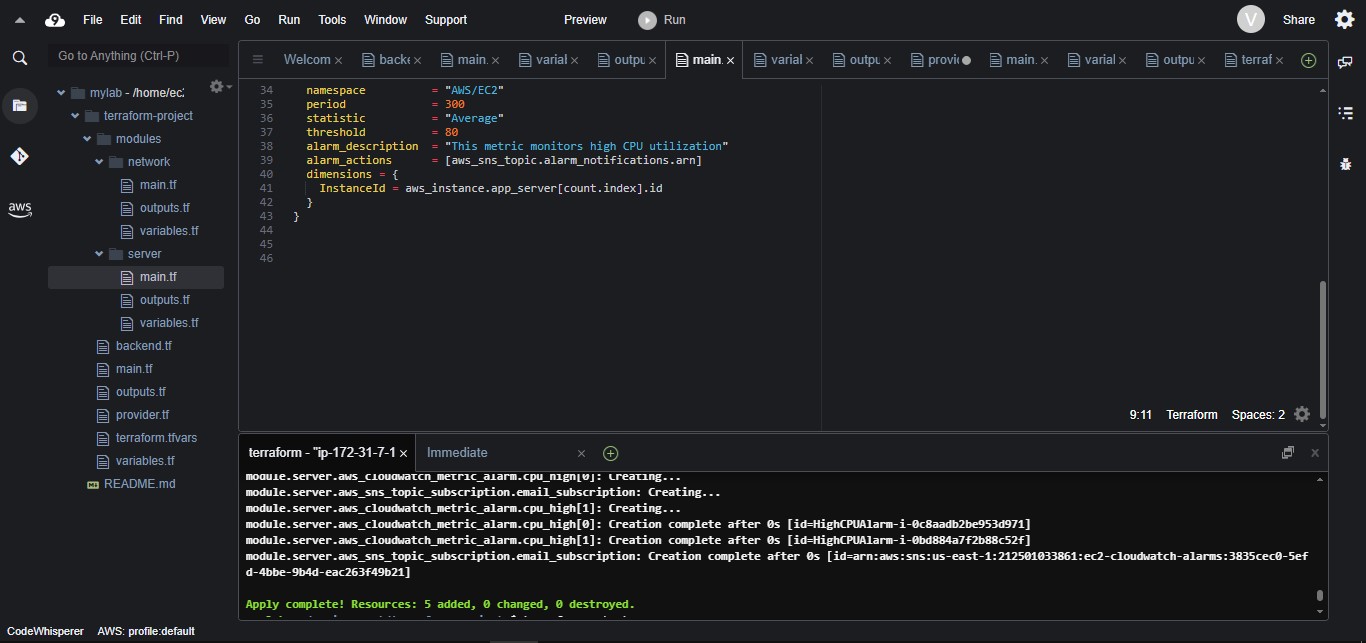 File Edit Find View Go Run Tools Window Support Preview Run V Share
Go to Anything (Ctrl-P)
Welcom backe main. varial outpu main. varial outpu provi main. varial outpu terraf
mylab - /home/ec2
terraform-project
modules
network
main.tf
outputs.tf
variables.tf
server
main.tf
outputs.tf
variables.tf
backend.tf
main.tf
outputs.tf
provider.tf
terraform.tfvars
variables.tf
README.md
aws
34 namespace = "AWS/EC2"
35 period = 300
36 statistic = "Average"
37 threshold = 80
38 alarm_description = "This metric monitors high CPU utilization"
39 alarm_actions = [aws_sns_topic.alarm_notifications.arn]
40 dimensions = {
41 InstanceId = aws_instance.app_server[count.index].id
42 }
43 }
44
45
46
9:11 Terraform Spaces: 2
terraform - "ip-172-31-7-1 Immediate
module.server.aws_cloudwatch_metric_alarm.cpu_high[0]: Creating...
module.server.aws_sns_topic_subscription.email_subscription: Creating...
module.server.aws_cloudwatch_metric_alarm.cpu_high[1]: Creating...
module.server.aws_cloudwatch_metric_alarm.cpu_high[0]: Creation complete after 0s [id=HighCPUAlarm-i-0c8aadb2be953d971]
module.server.aws_cloudwatch_metric_alarm.cpu_high[1]: Creation complete after 0s [id=HighCPUAlarm-i-0bd884a7f2b88c52f]
module.server.aws_sns_topic_subscription.email_subscription: Creation complete after 0s [id=arn:aws:sns:us-east-1:212501033861:ec2-cloudwatch-alarms:3835cec0-5ef
d-4bbe-9b4d-eac263f49b21]
Apply complete! Resources: 5 added, 0 changed, 0 destroyed.
CodeWhisperer AWS: profile:default